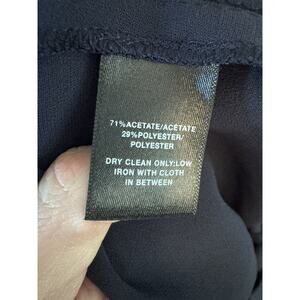 71%ACETATE/ACÉTATE
29%POLYESTER/
POLYESTER
DRY CLEAN ONLY:LOW
IRON WITH CLOTH
IN BETWEEN